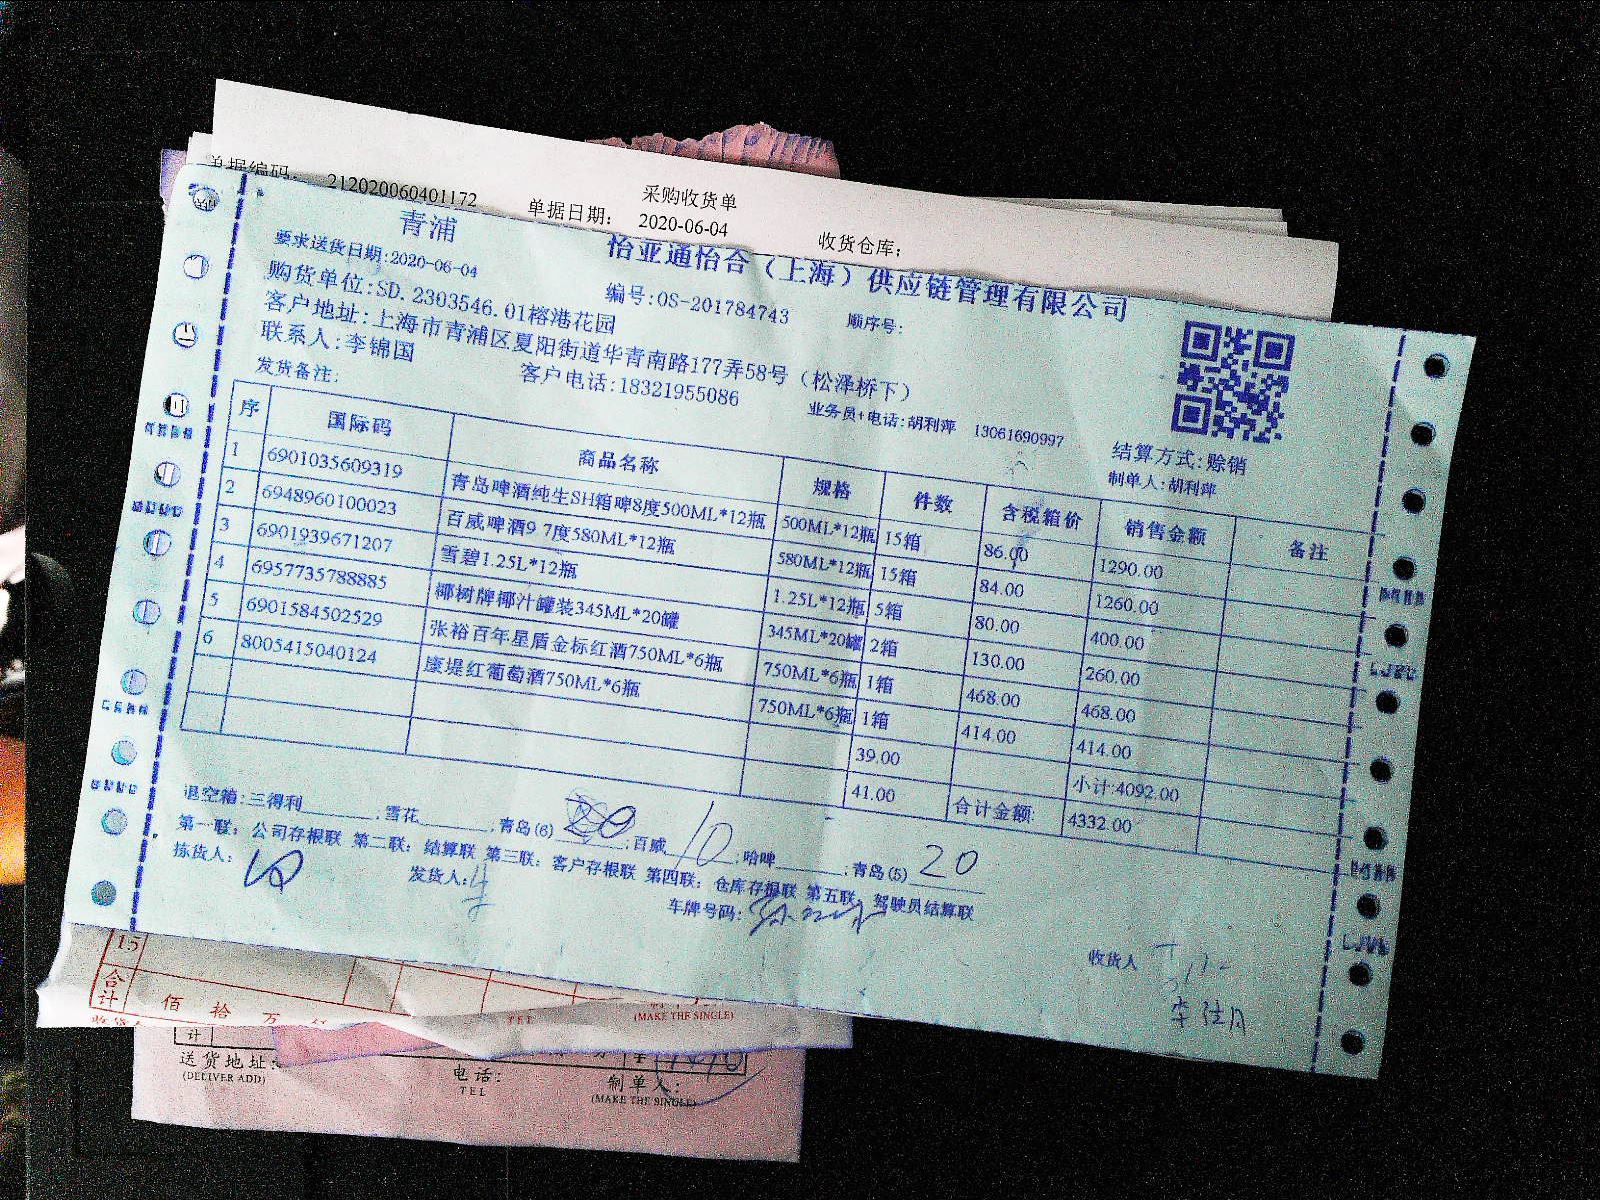 单据编码: 212020060401172
采购收货单
单据日期: 2020-06-04
收货仓库:
青浦
怡亚通怡合（上海）供应链管理有限公司
要求送货日期:2020-06-04
编号:OS-201784743
顺序号:
购货单位:SD.2303546.01榕港花园
客户地址:上海市青浦区夏阳街道华青南路177弄58号（松泽桥下）
联系人:李锦国
客户电话:18321955086
业务员+电话:胡利萍 13061690997
结算方式:赊销
发货备注:
制单人:胡利萍
序 国际码 商品名称 规格 件数 含税箱价 销售金额 备注
1 6901035609319 青岛啤酒纯生SH箱啤8度500ML*12瓶 500ML*12瓶 15箱 86.00 1290.00
2 6948960100023 百威啤酒9 7度580ML*12瓶 580ML*12瓶 15箱 84.00 1260.00
3 6901939671207 雪碧1.25L*12瓶 1.25L*12瓶 5箱 80.00 400.00
4 6957735788885 椰树牌椰汁罐装345ML*20罐 345ML*20罐 2箱 130.00 260.00
5 6901584502529 张裕百年星盾金标红酒750ML*6瓶 750ML*6瓶 1箱 468.00 468.00
6 8005415040124 康堤红葡萄酒750ML*6瓶 750ML*6瓶 1箱 414.00 414.00
39.00 小计:4092.00
41.00 合计金额: 4332.00
退空箱:三得利 ;雪花 ;青岛(6) 20 ;百威 10 ;哈啤 ;青岛(5) 20
第一联: 公司存根联 第二联: 结算联 第三联: 客户存根联 第四联: 仓库存根联 第五联: 驾驶员结算联
拣货人:
发货人:
车牌号码:
收货人
15
合计 佰 拾 万
TEL
(MAKE THE SINGLE)
计
送货地址:
(DELIVER ADD)
电话:
TEL
制单人:
(MAKE THE SINGLE)